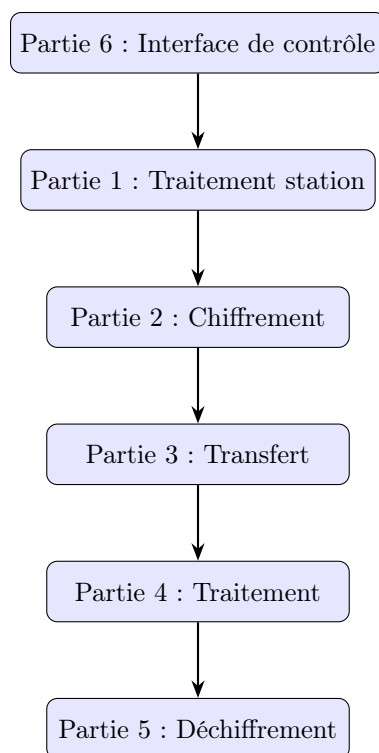 Partie 6 : Interface de contrôle
Partie 1 : Traitement station
Partie 2 : Chiffrement
Partie 3 : Transfert
Partie 4 : Traitement
Partie 5 : Déchiffrement